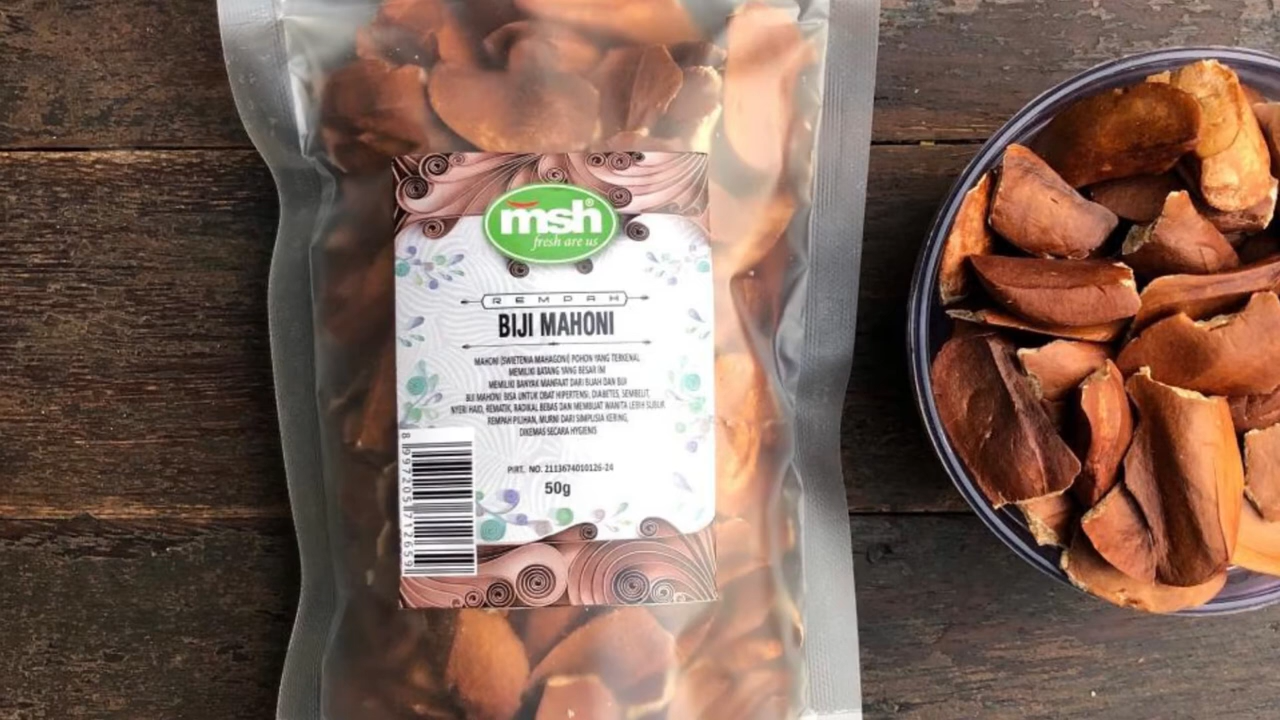 msh®
fresh are us
REMPAH
BIJI MAHONI
MAHONI (SWIETENIA MAHAGONI) POHON YANG TERKENAL
MEMILIKI BATANG YANG BESAR INI
MEMILIKI BANYAK MANFAAT DARI BUAH DAN BIJI
BIJI MAHONI BISA UNTUK OBAT HIPERTENSI, DIABETES, SEMBELIT,
NYERI HAID, REMATIK, RADIKAL BEBAS DAN MEMBUAT WANITA LEBIH SUBUR
REMPAH PILIHAN, MURNI DARI SIMPLISIA KERING,
DIKEMAS SECARA HYGIENIS
PIRT. NO. 2113674010126-24
50g
8997205712659